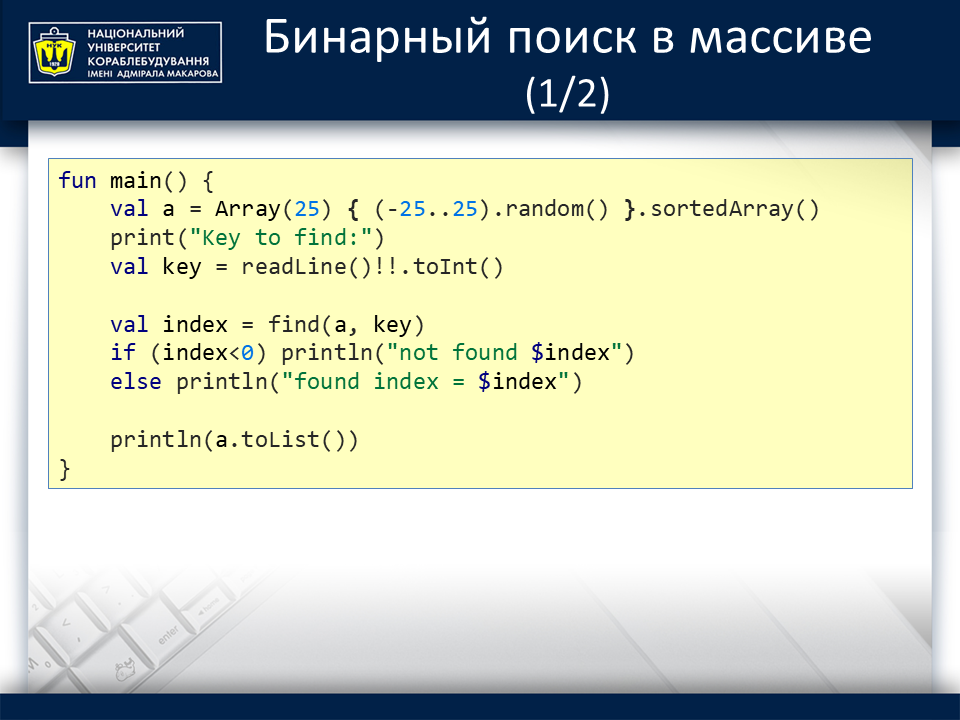 НАЦІОНАЛЬНИЙ
УНІВЕРСИТЕТ
КОРАБЛЕБУДУВАННЯ
ІМЕНІ АДМІРАЛА МАКАРОВА
НУК
1920
Бинарный поиск в массиве
(1/2)
fun main() {
    val a = Array(25) { (-25..25).random() }.sortedArray()
    print("Key to find:")
    val key = readLine()!!.toInt()

    val index = find(a, key)
    if (index<0) println("not found $index")
    else println("found index = $index")

    println(a.toList())
}
enter